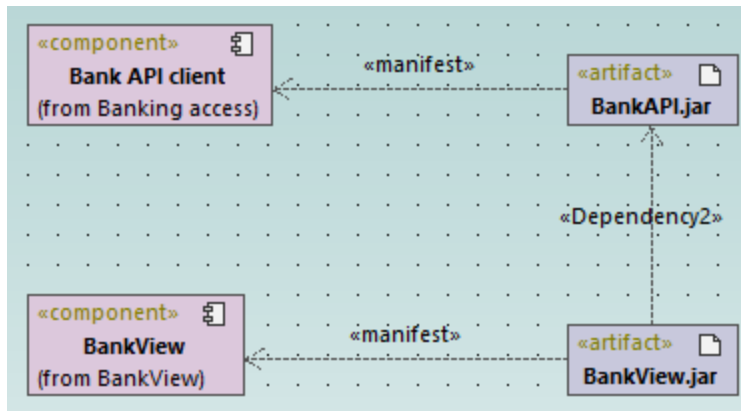 «component»
Bank API client
(from Banking access)
«manifest»
«artifact»
BankAPI.jar
«Dependency2»
«component»
BankView
(from BankView)
«manifest»
«artifact»
BankView.jar